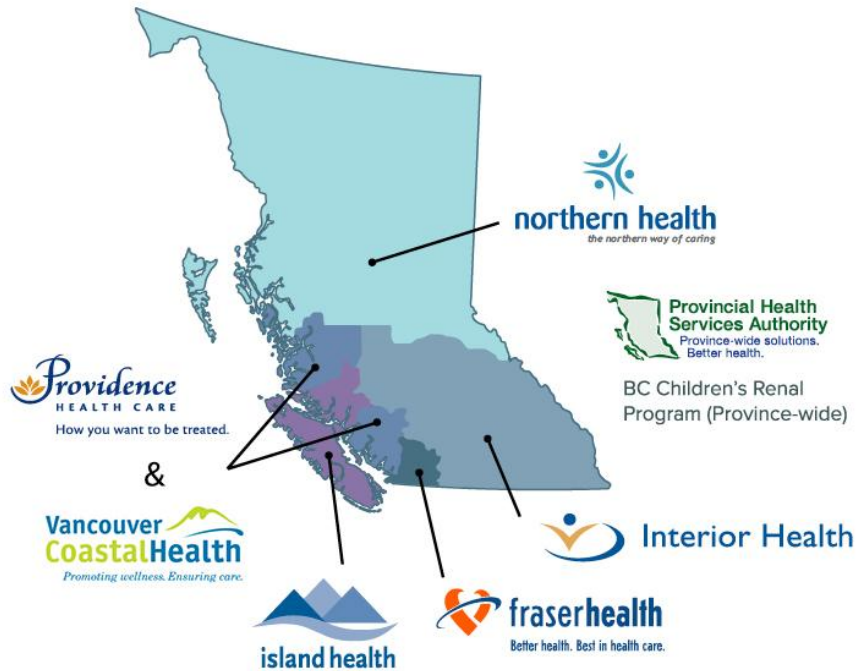 northern health
the northern way of caring
Provincial Health
Services Authority
Province-wide solutions.
Better health.
BC Children's Renal
Program (Province-wide)
Providence
HEALTH CARE
How you want to be treated.
&
Vancouver
CoastalHealth
Promoting wellness. Ensuring care.
Interior Health
island health
fraserhealth
Better health. Best in health care.